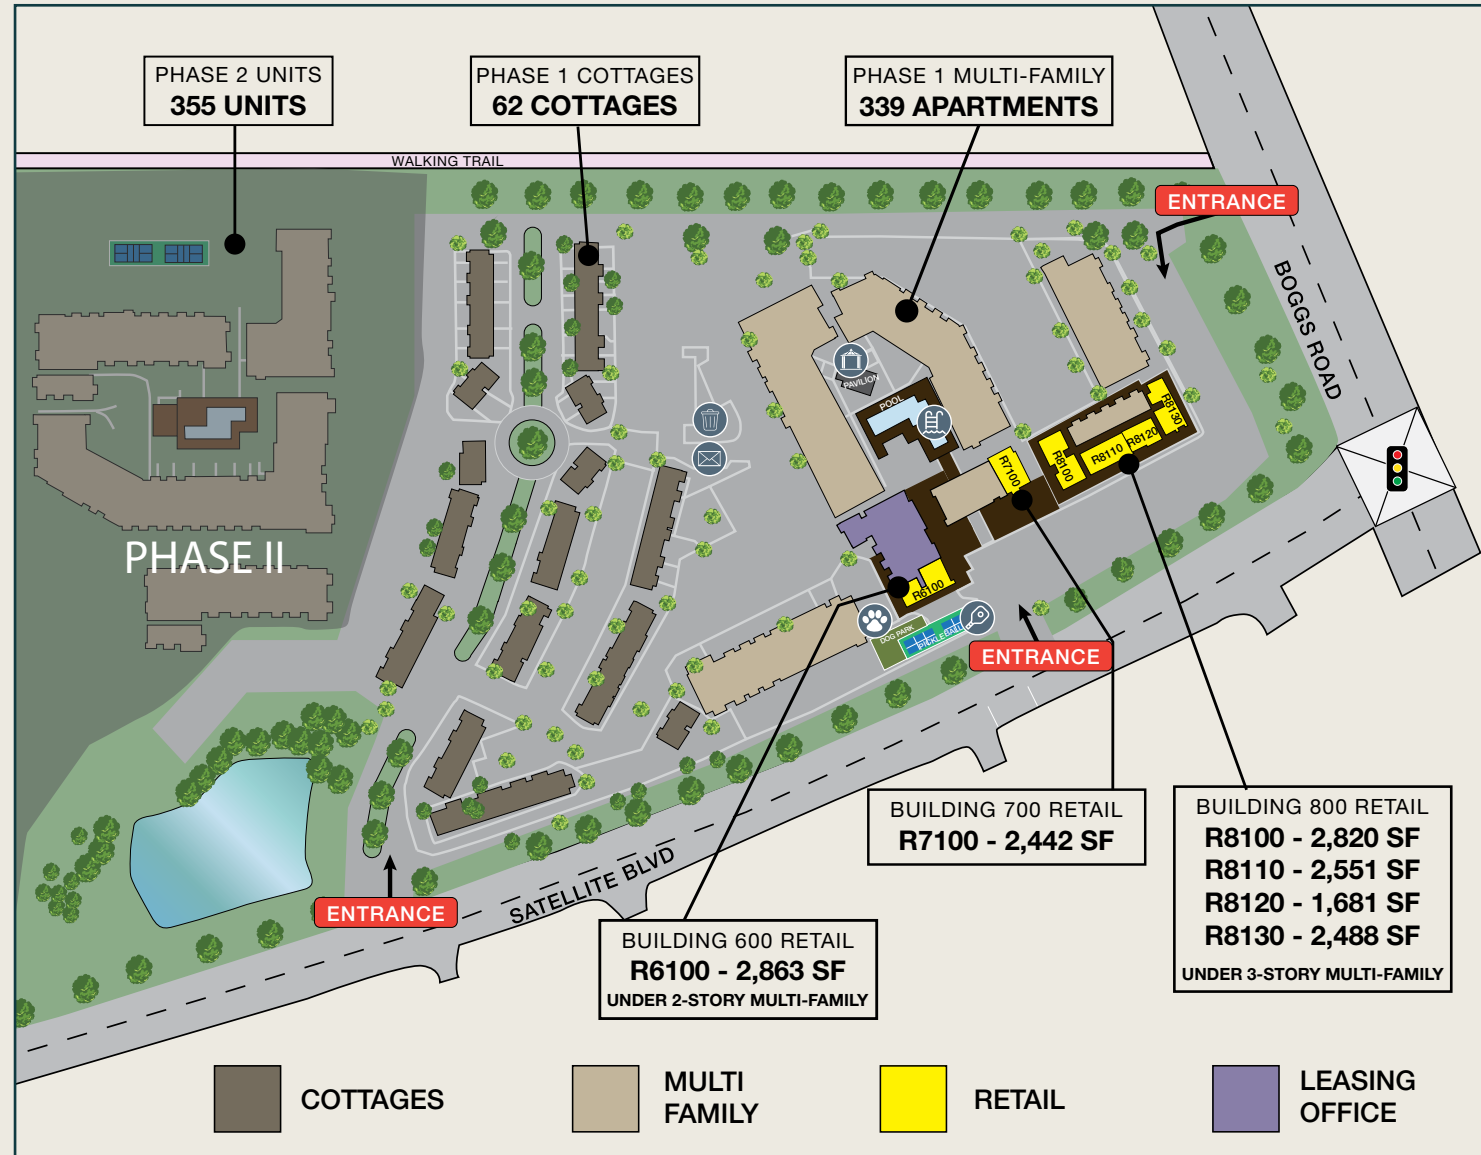 PHASE 2 UNITS
355 UNITS
PHASE 1 COTTAGES
62 COTTAGES
PHASE 1 MULTI-FAMILY
339 APARTMENTS
WALKING TRAIL
ENTRANCE
BOGGS ROAD
PAVILION
POOL
R7100
R8100
R8110
R8120
R8130
PHASE II
R6100
DOG PARK
PICKLEBALL
ENTRANCE
BUILDING 700 RETAIL
R7100 - 2,442 SF
BUILDING 800 RETAIL
R8100 - 2,820 SF
R8110 - 2,551 SF
R8120 - 1,681 SF
R8130 - 2,488 SF
UNDER 3-STORY MULTI-FAMILY
SATELLITE BLVD
ENTRANCE
BUILDING 600 RETAIL
R6100 - 2,863 SF
UNDER 2-STORY MULTI-FAMILY
COTTAGES
MULTI
FAMILY
RETAIL
LEASING
OFFICE